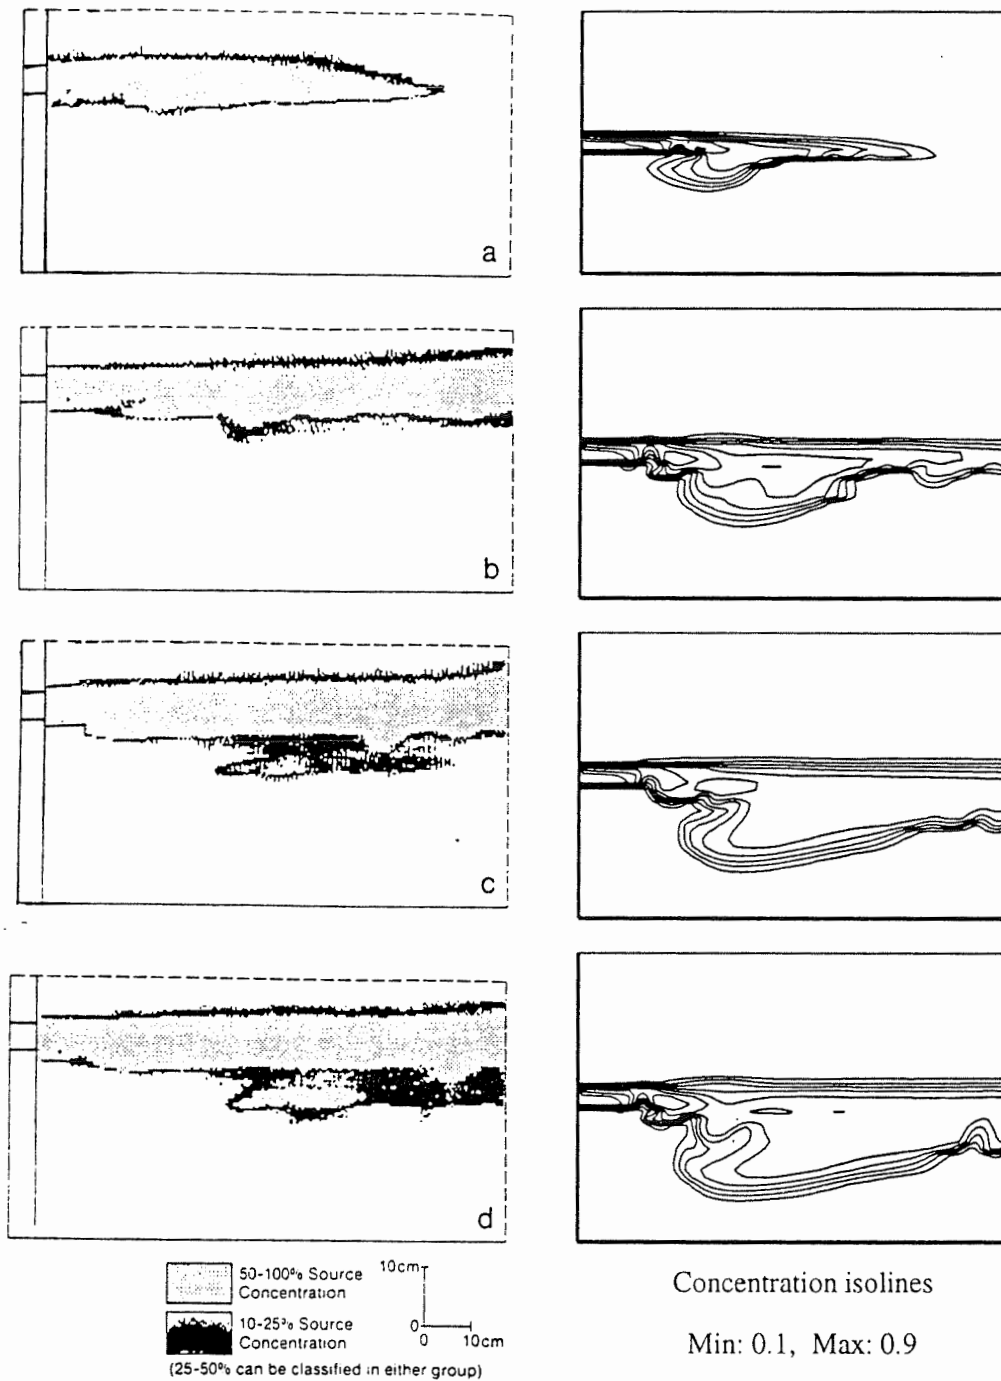 a
b
c
d
50-100% Source
Concentration
10-25% Source
Concentration
(25-50% can be classified in either group)
10cm
0
0 10cm
Concentration isolines
Min: 0.1, Max: 0.9